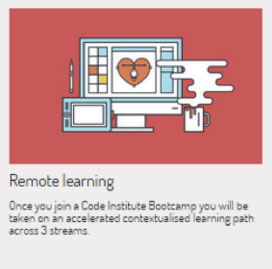 Remote learning
Once you join a Code Institute Bootcamp you will be
taken on an accelerated contextualised learning path
across 3 streams.